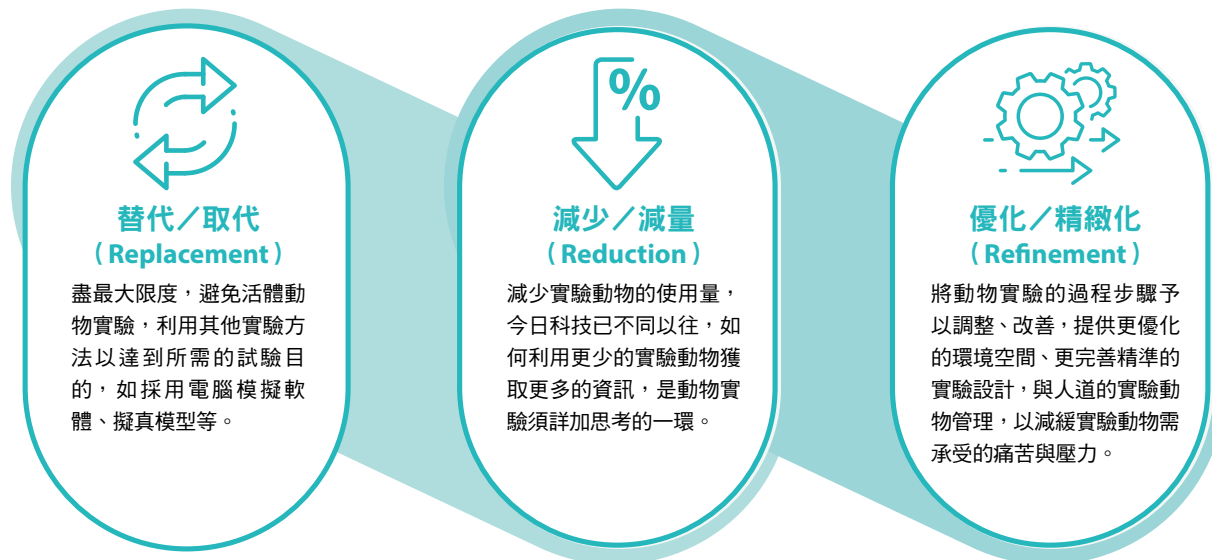 替代／取代
（Replacement）
盡最大限度，避免活體動
物實驗，利用其他實驗方
法以達到所需的試驗目
的，如採用電腦模擬軟
體、擬真模型等。
%
減少／減量
（Reduction）
減少實驗動物的使用量，
今日科技已不同以往，如
何利用更少的實驗動物獲
取更多的資訊，是動物實
驗須詳加思考的一環。
優化／精緻化
（Refinement）
將動物實驗的過程步驟予
以調整、改善，提供更優化
的環境空間、更完善精準的
實驗設計，與人道的實驗動
物管理，以減緩實驗動物需
承受的痛苦與壓力。